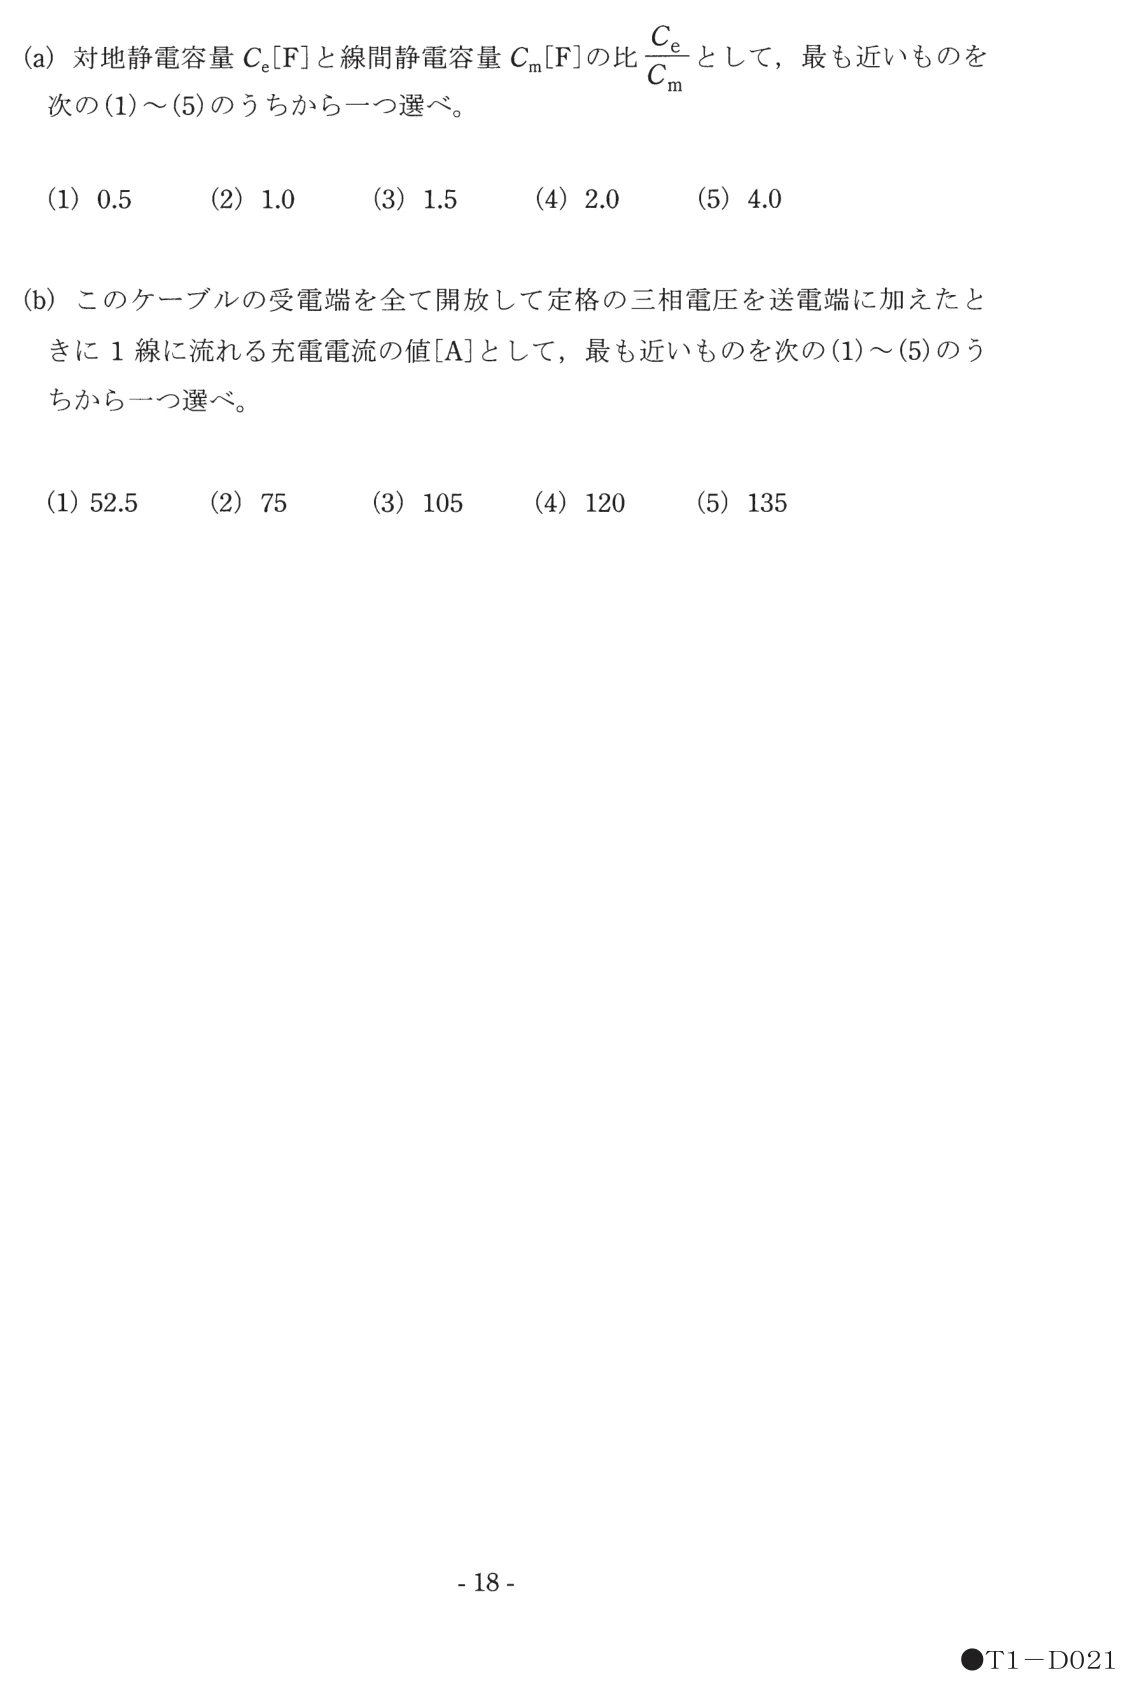 (a) 対地静電容量 Ce[F]と線間静電容量 Cm[F]の比 Ce/Cm として，最も近いものを
次の(1)～(5)のうちから一つ選べ。
(1) 0.5 (2) 1.0 (3) 1.5 (4) 2.0 (5) 4.0
(b) このケーブルの受電端を全て開放して定格の三相電圧を送電端に加えたと
きに 1 線に流れる充電電流の値[A]として，最も近いものを次の(1)～(5)のう
ちから一つ選べ。
(1) 52.5 (2) 75 (3) 105 (4) 120 (5) 135
- 18 -
●T1－D021